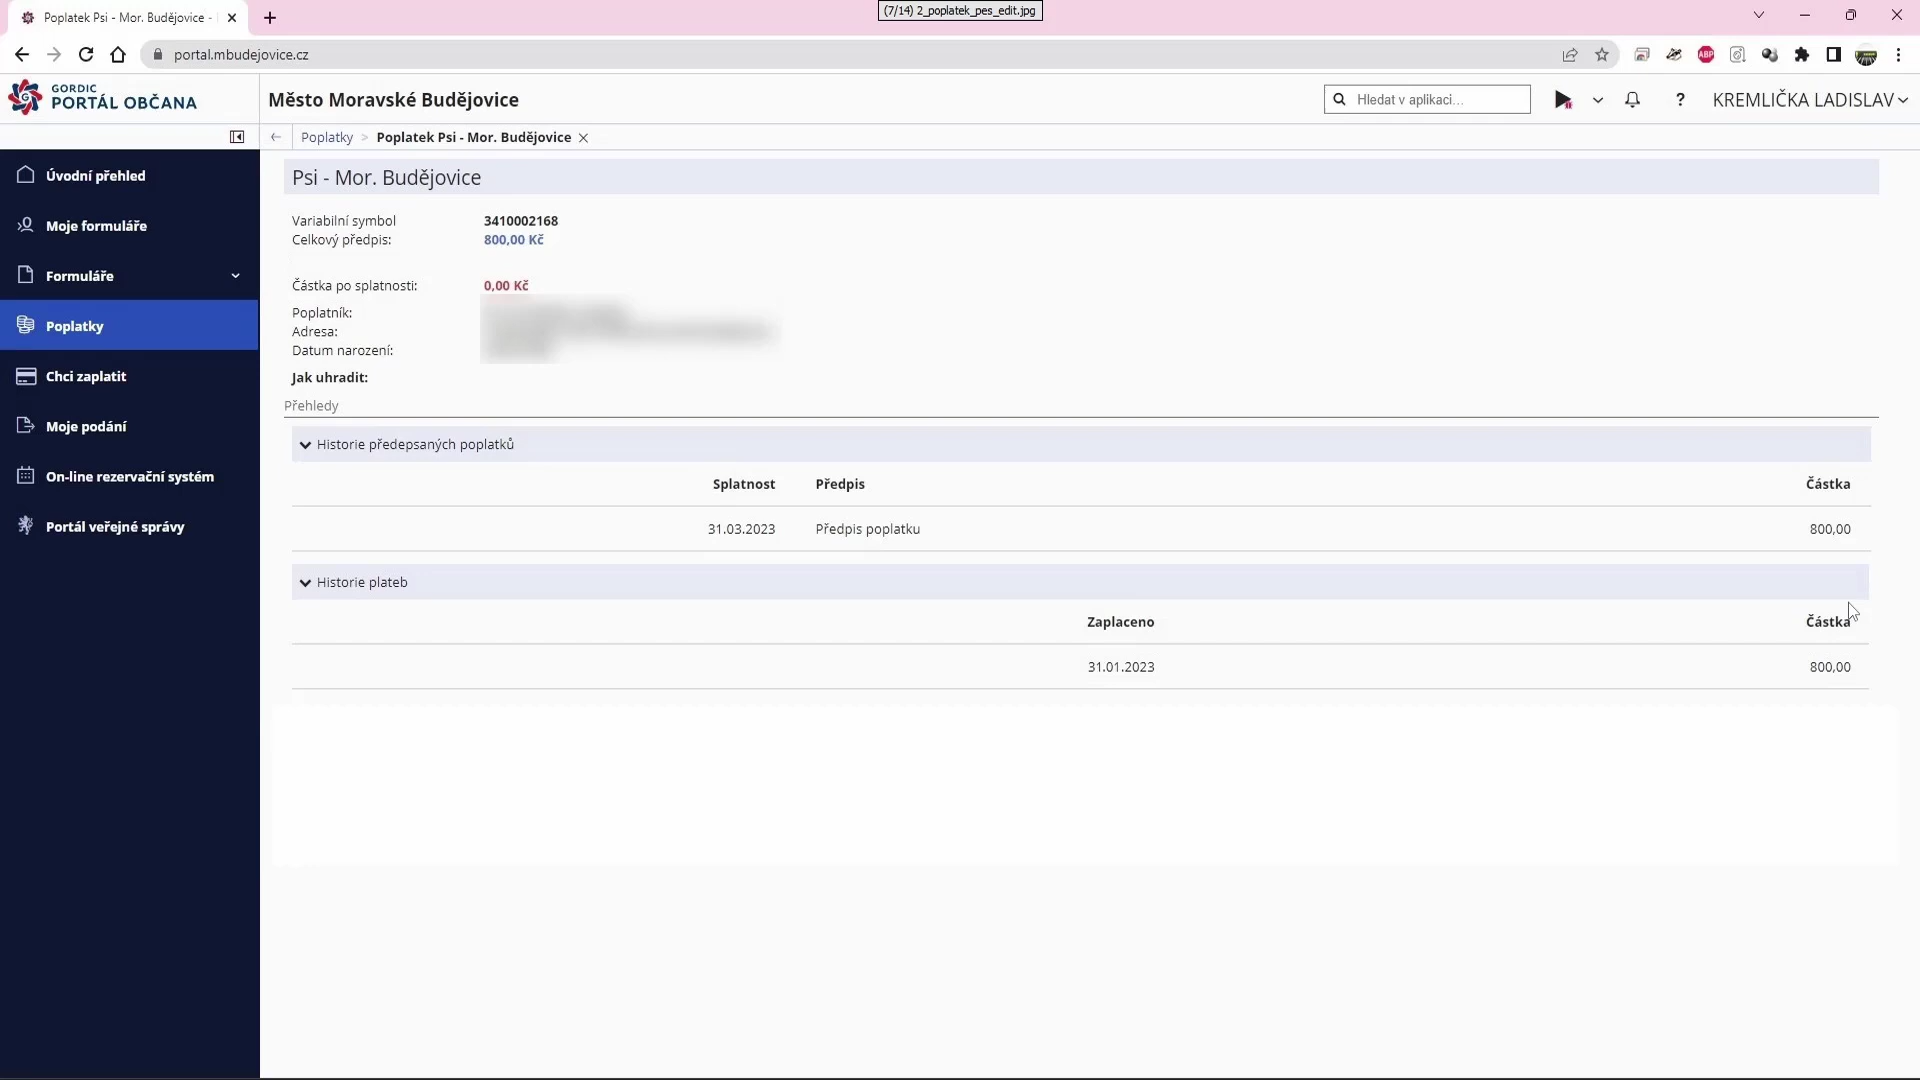 Poplatek Psi - Mor. Budějovice -
(7/14) 2_poplatek_pes_edit.jpg
portal.mbudejovice.cz
ABP
GORDIC
PORTÁL OBČANA
Město Moravské Budějovice
Hledat v aplikaci...
?
KREMLIČKA LADISLAV
Poplatky > Poplatek Psi - Mor. Budějovice
Úvodní přehled
Moje formuláře
Formuláře
Poplatky
Chci zaplatit
Moje podání
On-line rezervační systém
Portál veřejné správy
Psi - Mor. Budějovice
Variabilní symbol 3410002168
Celkový předpis: 800,00 Kč
Částka po splatnosti: 0,00 Kč
Poplatník:
Adresa:
Datum narození:
Jak uhradit:
Přehledy
Historie předepsaných poplatků
Splatnost Předpis Částka
31.03.2023 Předpis poplatku 800,00
Historie plateb
Zaplaceno Částka
31.01.2023 800,00